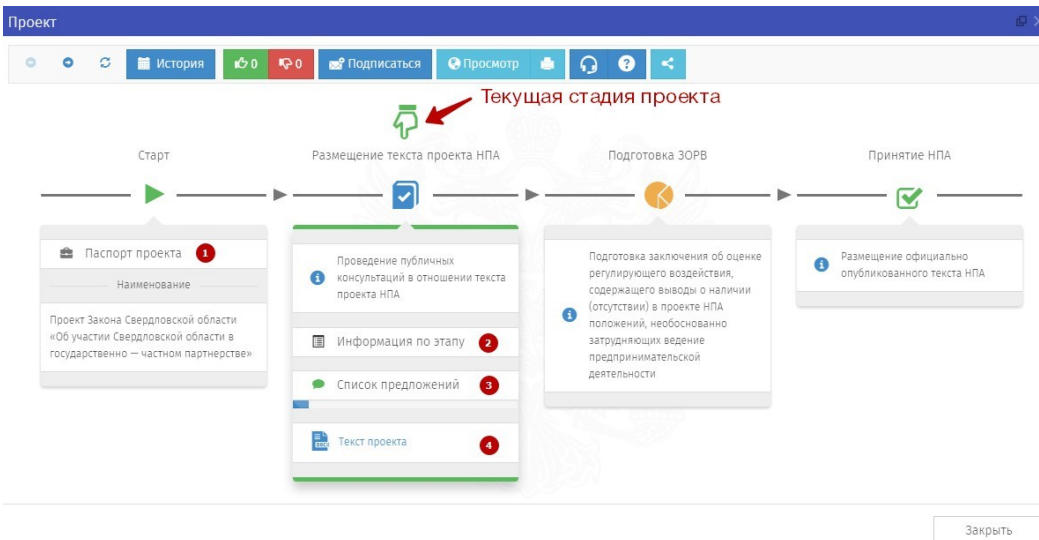 Проект
История
0
0
Подписаться
Просмотр
Текущая стадия проекта
Старт
Размещение текста проекта НПА
Подготовка ЗОРВ
Принятие НПА
Паспорт проекта 1
Наименование
Проект Закона Свердловской области
«Об участии Свердловской области в
государственно — частном партнерстве»
Проведение публичных
консультаций в отношении текста
проекта НПА
Информация по этапу 2
Список предложений 3
Текст проекта 4
Подготовка заключения об оценке
регулирующего воздействия,
содержащего выводы о наличии
(отсутствии) в проекте НПА
положений, необоснованно
затрудняющих ведение
предпринимательской
деятельности
Размещение официально
опубликованного текста НПА
Закрыть